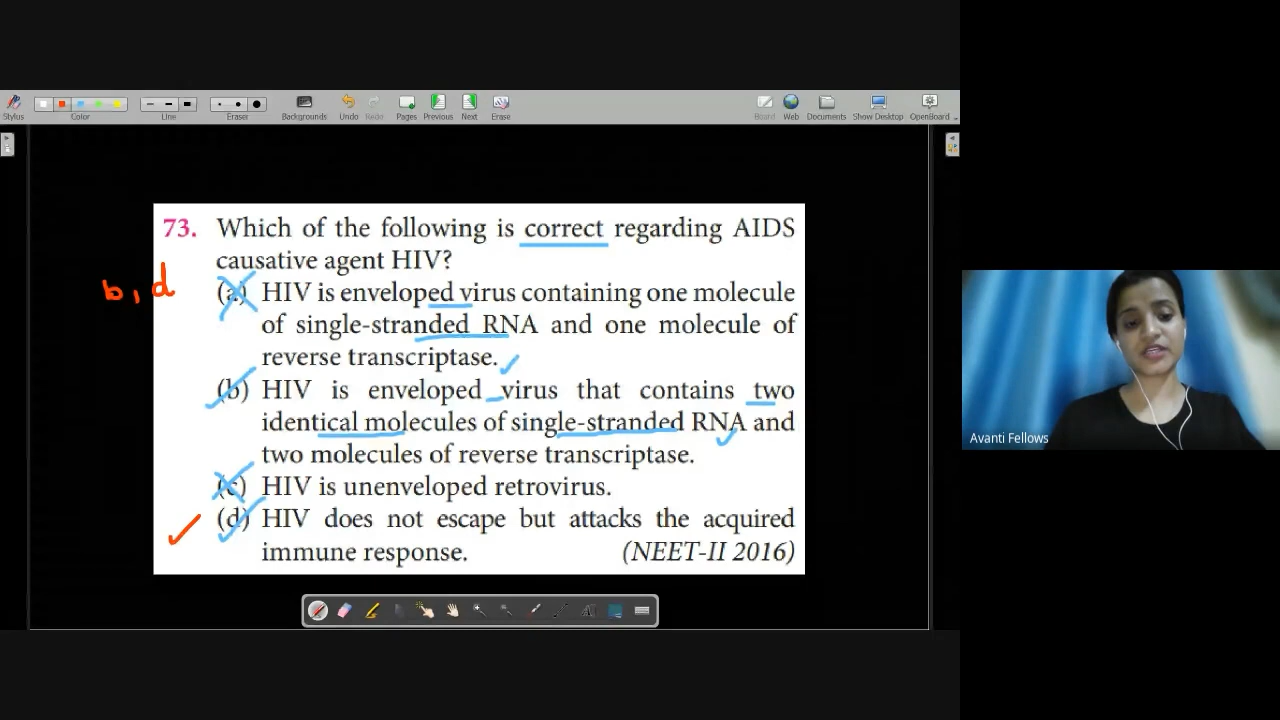 Stylus
Color
Line
Eraser
Backgrounds
Undo
Redo
Pages
Previous
Next
Erase
Board
Web
Documents
Show Desktop
OpenBoard
73. Which of the following is correct regarding AIDS
causative agent HIV?
b, d
(a) HIV is enveloped virus containing one molecule
of single-stranded RNA and one molecule of
reverse transcriptase.
(b) HIV is enveloped virus that contains two
identical molecules of single-stranded RNA and
two molecules of reverse transcriptase.
(c) HIV is unenveloped retrovirus.
(d) HIV does not escape but attacks the acquired
immune response. (NEET-II 2016)
Avanti Fellows